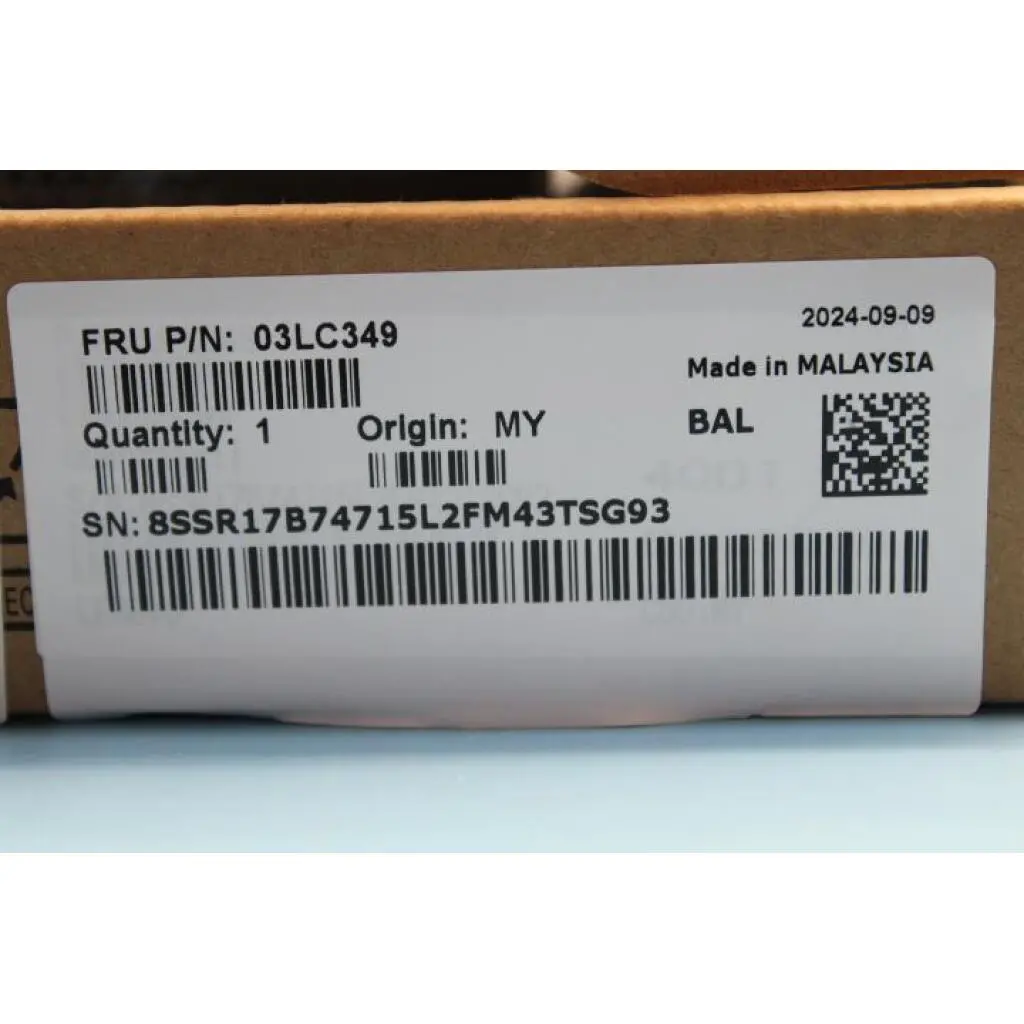 2024-09-09
FRU P/N: 03LC349
Made in MALAYSIA
Quantity: 1 Origin: MY BAL
SN: 8SSR17B74715L2FM43TSG93